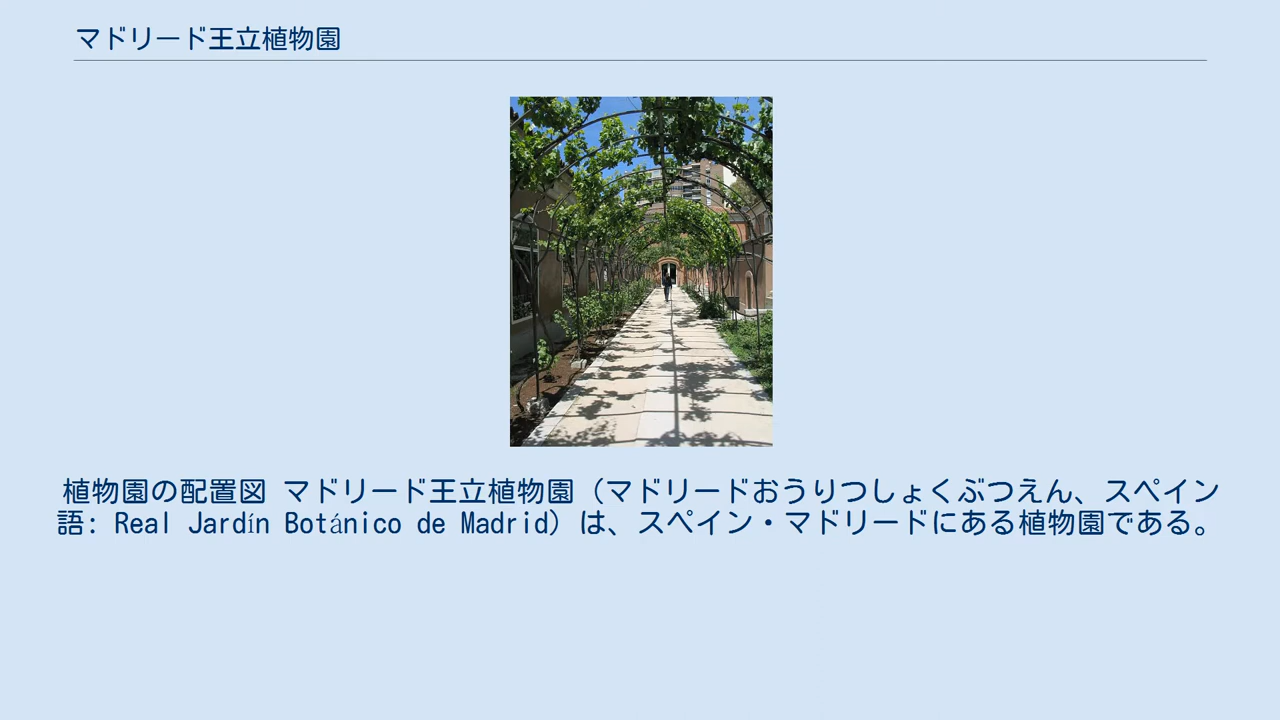 マドリード王立植物園
植物園の配置図 マドリード王立植物園（マドリードおうりつしょくぶつえん、スペイン
語: Real Jardín Botánico de Madrid）は、スペイン・マドリードにある植物園である。